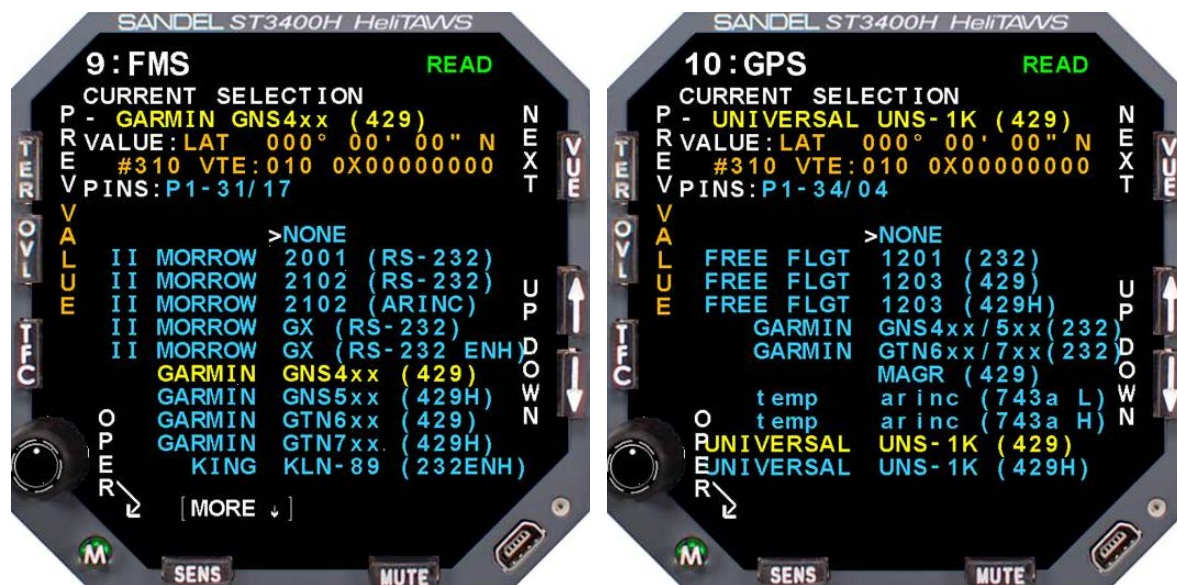 SANDEL ST3400H HeliTAWS
9:FMS READ
CURRENT SELECTION
- GARMIN GNS4xx (429)
VALUE:LAT 000° 00' 00" N
#310 VTE:010 0X00000000
PINS:P1-31/17
>NONE
II MORROW 2001 (RS-232)
II MORROW 2102 (RS-232)
II MORROW 2102 (ARINC)
II MORROW GX (RS-232)
II MORROW GX (RS-232 ENH)
GARMIN GNS4xx (429)
GARMIN GNS5xx (429H)
GARMIN GTN6xx (429)
GARMIN GTN7xx (429H)
KING KLN-89 (232ENH)
[MORE ↓]
PREV
VALUE
OPER
NEXT
UP
DOWN
TER
OVL
TFC
VUE
M
SENS
MUTE
SANDEL ST3400H HeliTAWS
10:GPS READ
CURRENT SELECTION
- UNIVERSAL UNS-1K (429)
VALUE:LAT 000° 00' 00" N
#310 VTE:010 0X00000000
PINS:P1-34/04
>NONE
FREE FLGT 1201 (232)
FREE FLGT 1203 (429)
FREE FLGT 1203 (429H)
GARMIN GNS4xx/5xx(232)
GARMIN GTN6xx/7xx(232)
MAGR (429)
temp arinc (743a L)
temp arinc (743a H)
UNIVERSAL UNS-1K (429)
UNIVERSAL UNS-1K (429H)
PREV
VALUE
OPER
NEXT
UP
DOWN
TER
OVL
TFC
VUE
M
SENS
MUTE